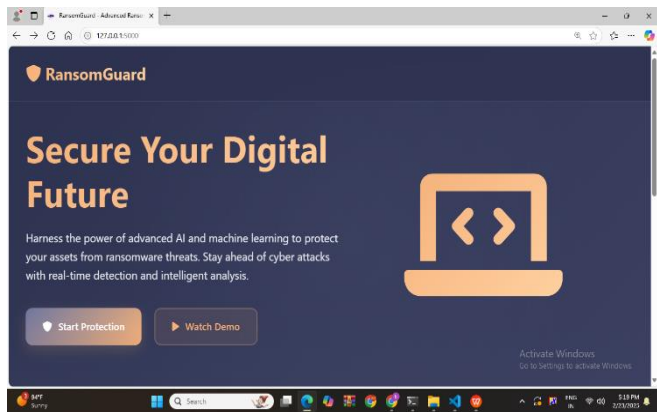 RansomGuard - Advanced Ransor
127.0.0.1:5000
RansomGuard
Secure Your Digital
Future
Harness the power of advanced AI and machine learning to protect
your assets from ransomware threats. Stay ahead of cyber attacks
with real-time detection and intelligent analysis.
Start Protection
Watch Demo
Activate Windows
Go to Settings to activate Windows.
Sunny
Search
ENG
IN
5:19 PM
2/23/2025